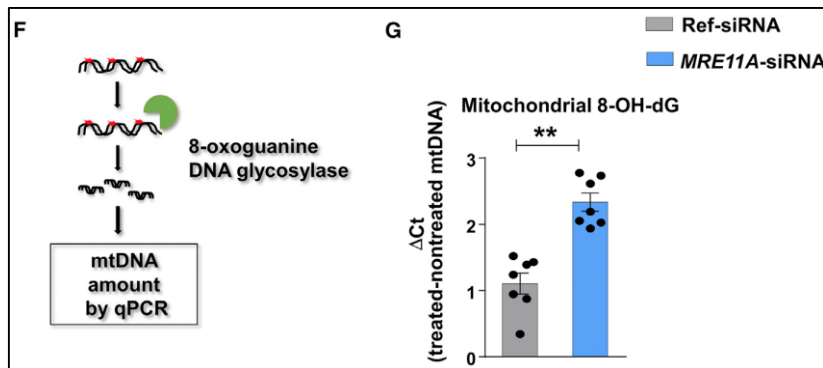 F
8-oxoguanine
DNA glycosylase
mtDNA
amount
by qPCR
G
Ref-siRNA
MRE11A-siRNA
Mitochondrial 8-OH-dG
**
ΔCt
(treated-nontreated mtDNA)
3
2
1
0